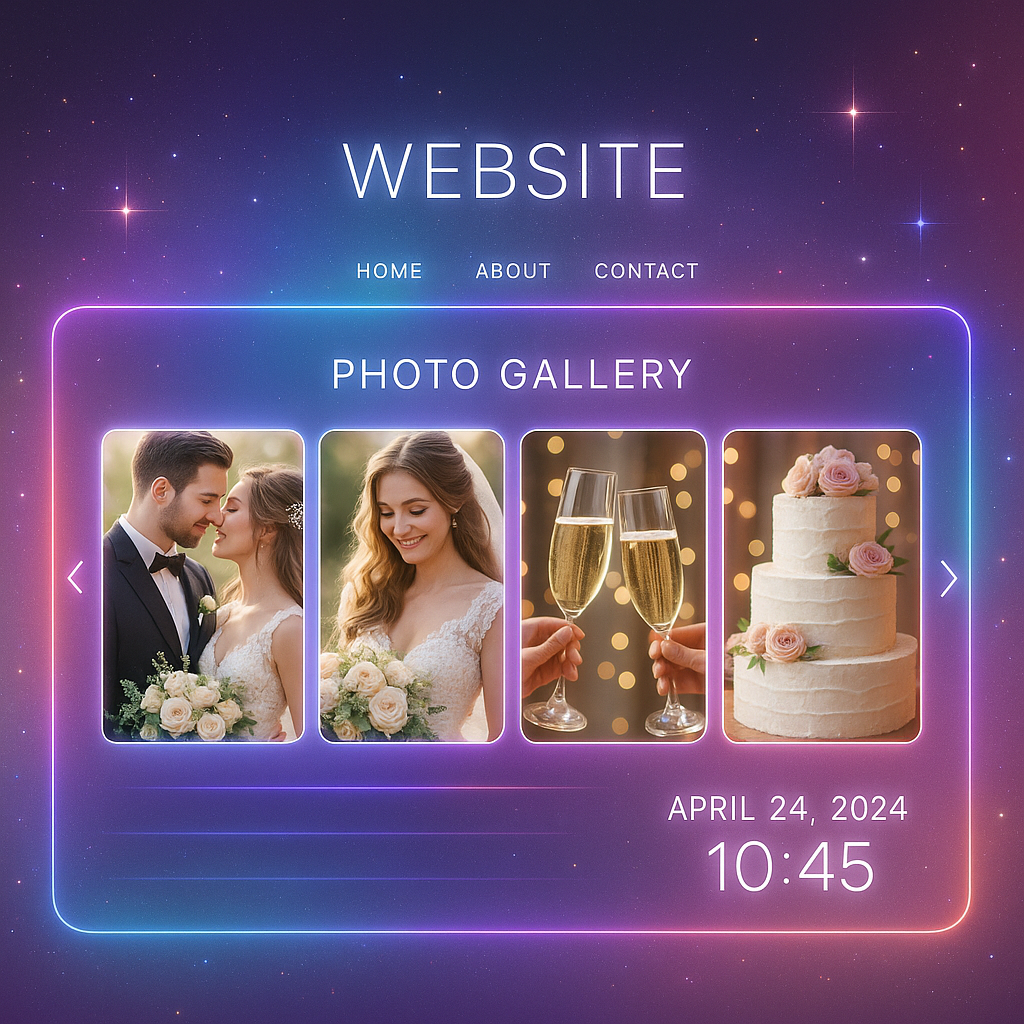 WEBSITE
HOME ABOUT CONTACT
PHOTO GALLERY
APRIL 24, 2024
10:45